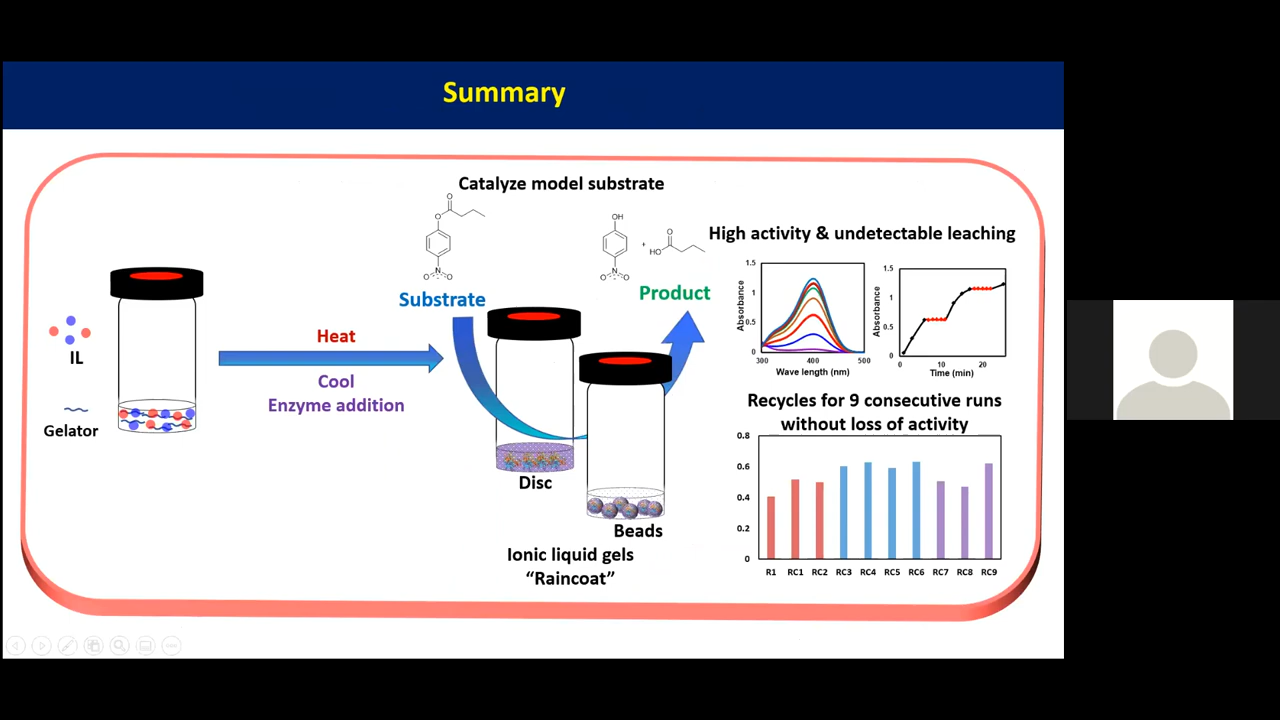 Summary
Catalyze model substrate
O
O
N
O O
OH
+
O
HO
N
O O
Substrate
Product
High activity & undetectable leaching
IL
Gelator
Heat
Cool
Enzyme addition
Disc
Beads
Ionic liquid gels
“Raincoat”
1.5
1
0.5
0
Absorbance
300 400 500
Wave length (nm)
1.5
1
0.5
0
Absorbance
0 10 20
Time (min)
Recycles for 9 consecutive runs
without loss of activity
0.8
0.6
0.4
0.2
0
R1 RC1 RC2 RC3 RC4 RC5 RC6 RC7 RC8 RC9